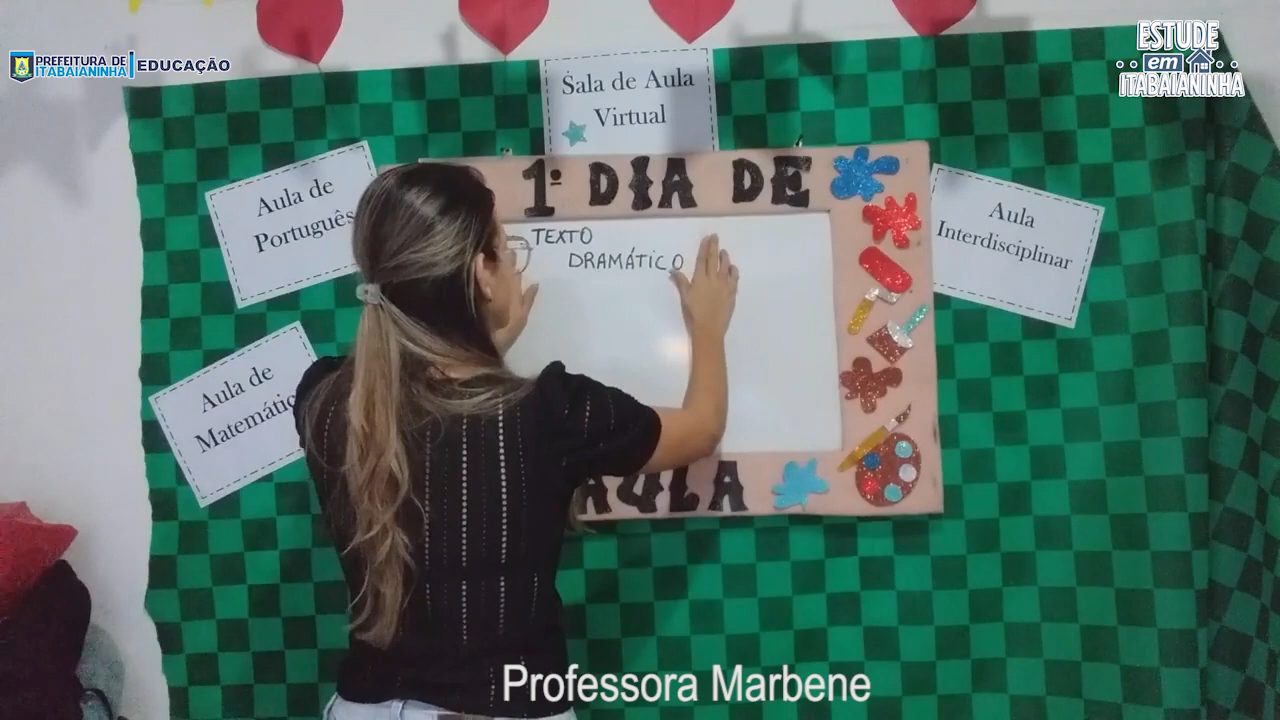 PREFEITURA DE
ITABAIANINHA
EDUCAÇÃO
ESTUDE
em
ITABAIANINHA
Sala de Aula
Virtual
Aula de
Português
1º DIA DE
TEXTO
DRAMÁTICO
Aula
Interdisciplinar
Aula de
Matemátic
AULA
Professora Marbene